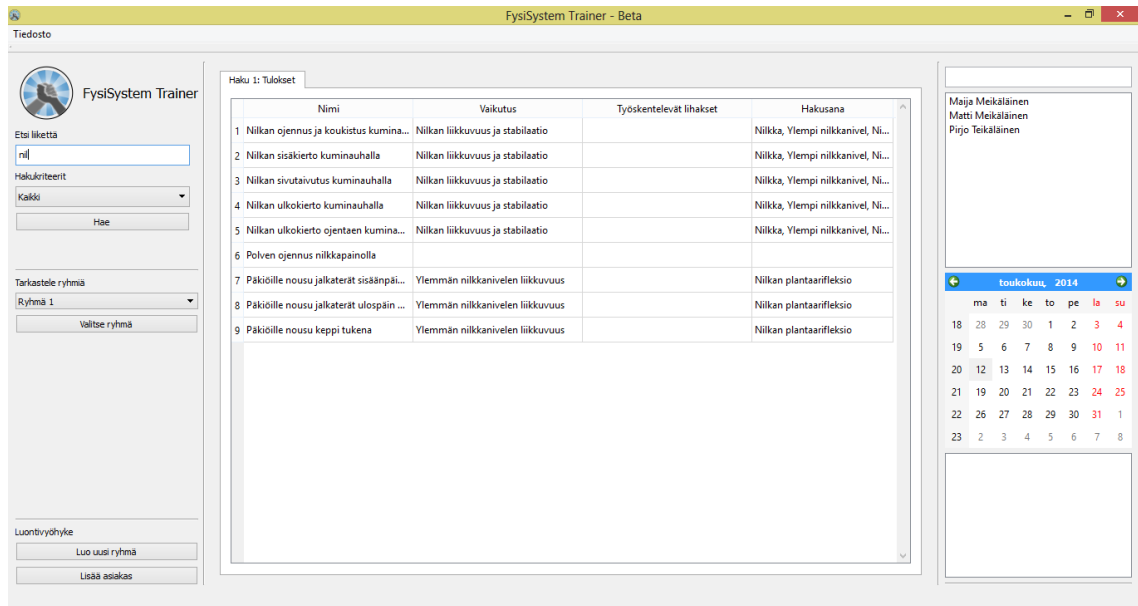 FysiSystem Trainer - Beta
Tiedosto
FysiSystem Trainer
Etsi liikettä
nil
Hakukriteerit
Kaikki
Hae
Tarkastele ryhmiä
Ryhmä 1
Valitse ryhmä
Luontivyöhyke
Luo uusi ryhmä
Lisää asiakas
Haku 1: Tulokset
Nimi Vaikutus Työskentelevät lihakset Hakusana
1 Nilkan ojennus ja koukistus kumina... Nilkan liikkuvuus ja stabilaatio Nilkka, Ylempi nilkkanivel, Ni...
2 Nilkan sisäkierto kuminauhalla Nilkan liikkuvuus ja stabilaatio Nilkka, Ylempi nilkkanivel, Ni...
3 Nilkan sivutaivutus kuminauhalla Nilkan liikkuvuus ja stabilaatio Nilkka, Ylempi nilkkanivel, Ni...
4 Nilkan ulkokierto kuminauhalla Nilkan liikkuvuus ja stabilaatio Nilkka, Ylempi nilkkanivel, Ni...
5 Nilkan ulkokierto ojentaen kumina... Nilkan liikkuvuus ja stabilaatio Nilkka, Ylempi nilkkanivel, Ni...
6 Polven ojennus nilkkapainolla
7 Päkiöille nousu jalkaterät sisäänpäi... Ylemmän nilkkanivelen liikkuvuus Nilkan plantaarifleksio
8 Päkiöille nousu jalkaterät ulospäin ... Ylemmän nilkkanivelen liikkuvuus Nilkan plantaarifleksio
9 Päkiöille nousu keppi tukena Ylemmän nilkkanivelen liikkuvuus Nilkan plantaarifleksio
Maija Meikäläinen
Matti Meikäläinen
Pirjo Teikäläinen
toukokuu, 2014
ma ti ke to pe la su
18 28 29 30 1 2 3 4
19 5 6 7 8 9 10 11
20 12 13 14 15 16 17 18
21 19 20 21 22 23 24 25
22 26 27 28 29 30 31 1
23 2 3 4 5 6 7 8